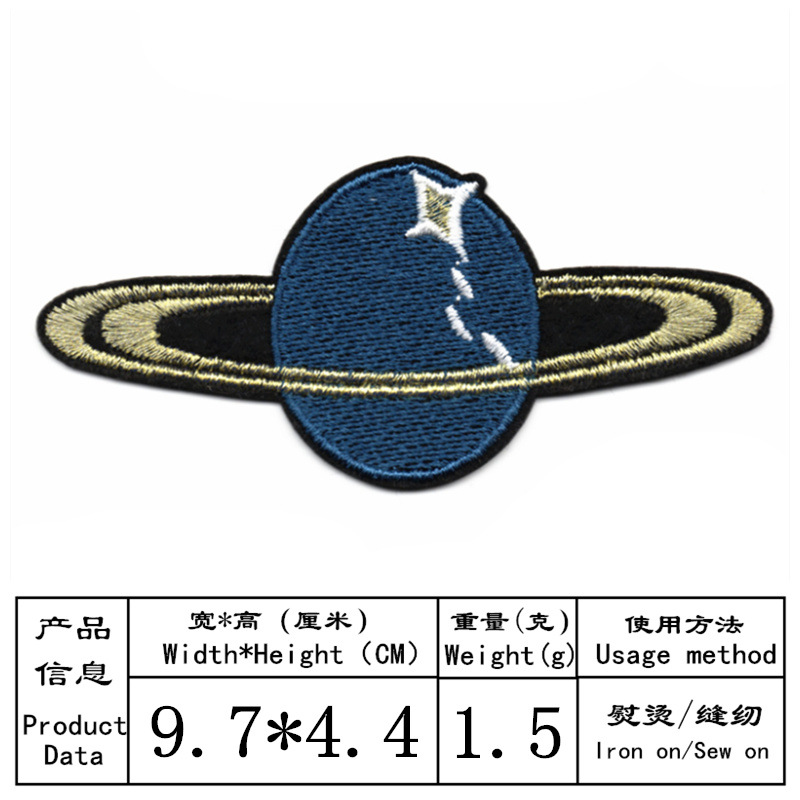 产品
信息
Product
Data
宽*高 (厘米)
Width*Height (CM)
重量(克)
Weight(g)
使用方法
Usage method
9.7*4.4
1.5
熨烫/缝纫
Iron on/Sew on